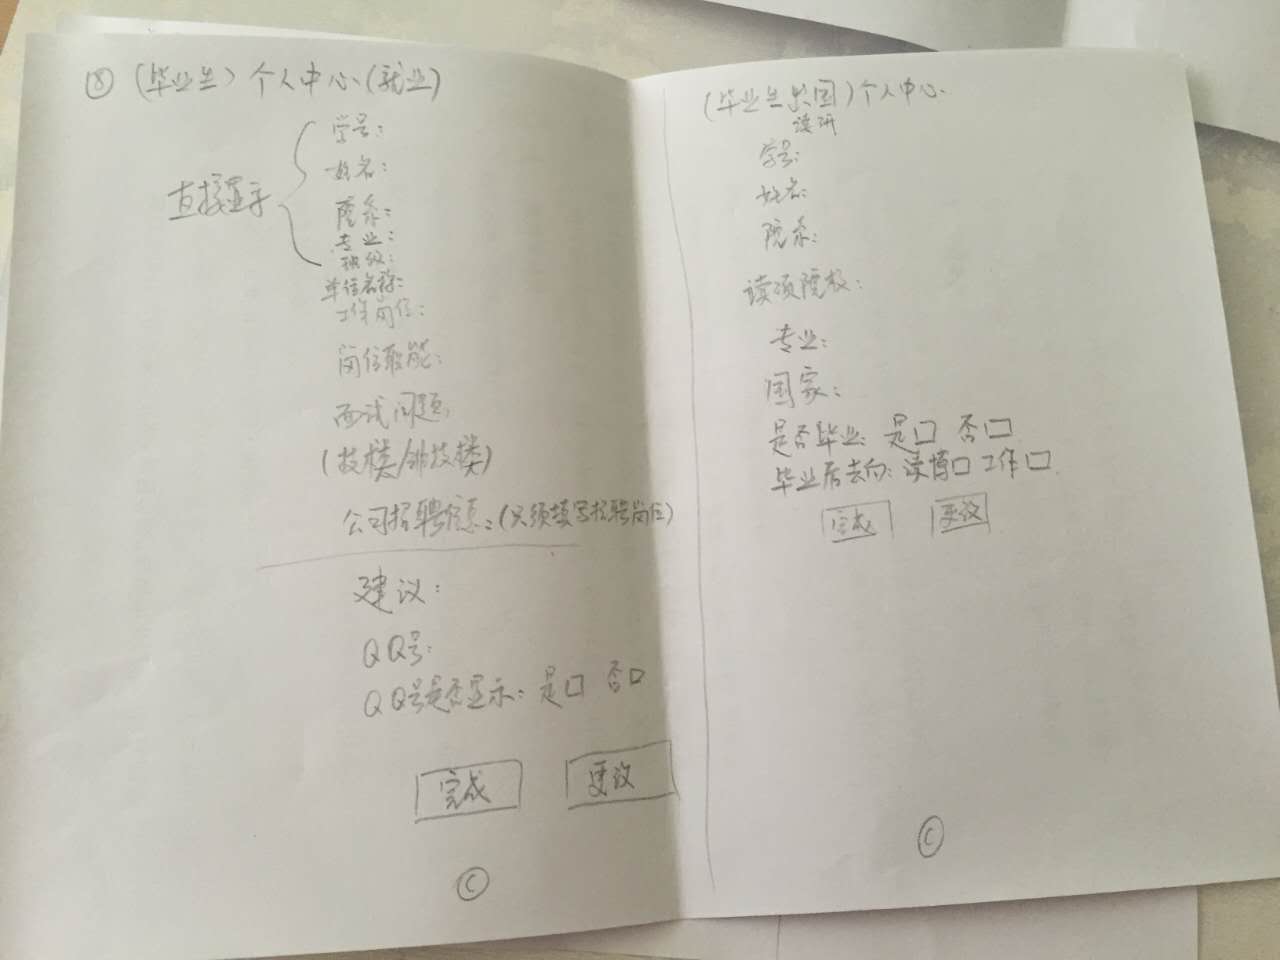 ⑧ (毕业生) 个人中心(就业)
直接显示
学号:
姓名:
院系:
专业:
班级:
单位名称:
工作岗位:
岗位职能:
面试问题:
(技楼/非技楼)
公司招聘信息:(只须填写招聘岗位)
建议:
QQ号:
QQ号是否显示: 是□ 否□
完成 更改
C
(毕业生出国)个人中心
读研
学号:
姓名:
院系:
读项院校:
专业:
国家:
是否毕业: 是□ 否□
毕业后去向: 读博□ 工作□
完成 更改
C